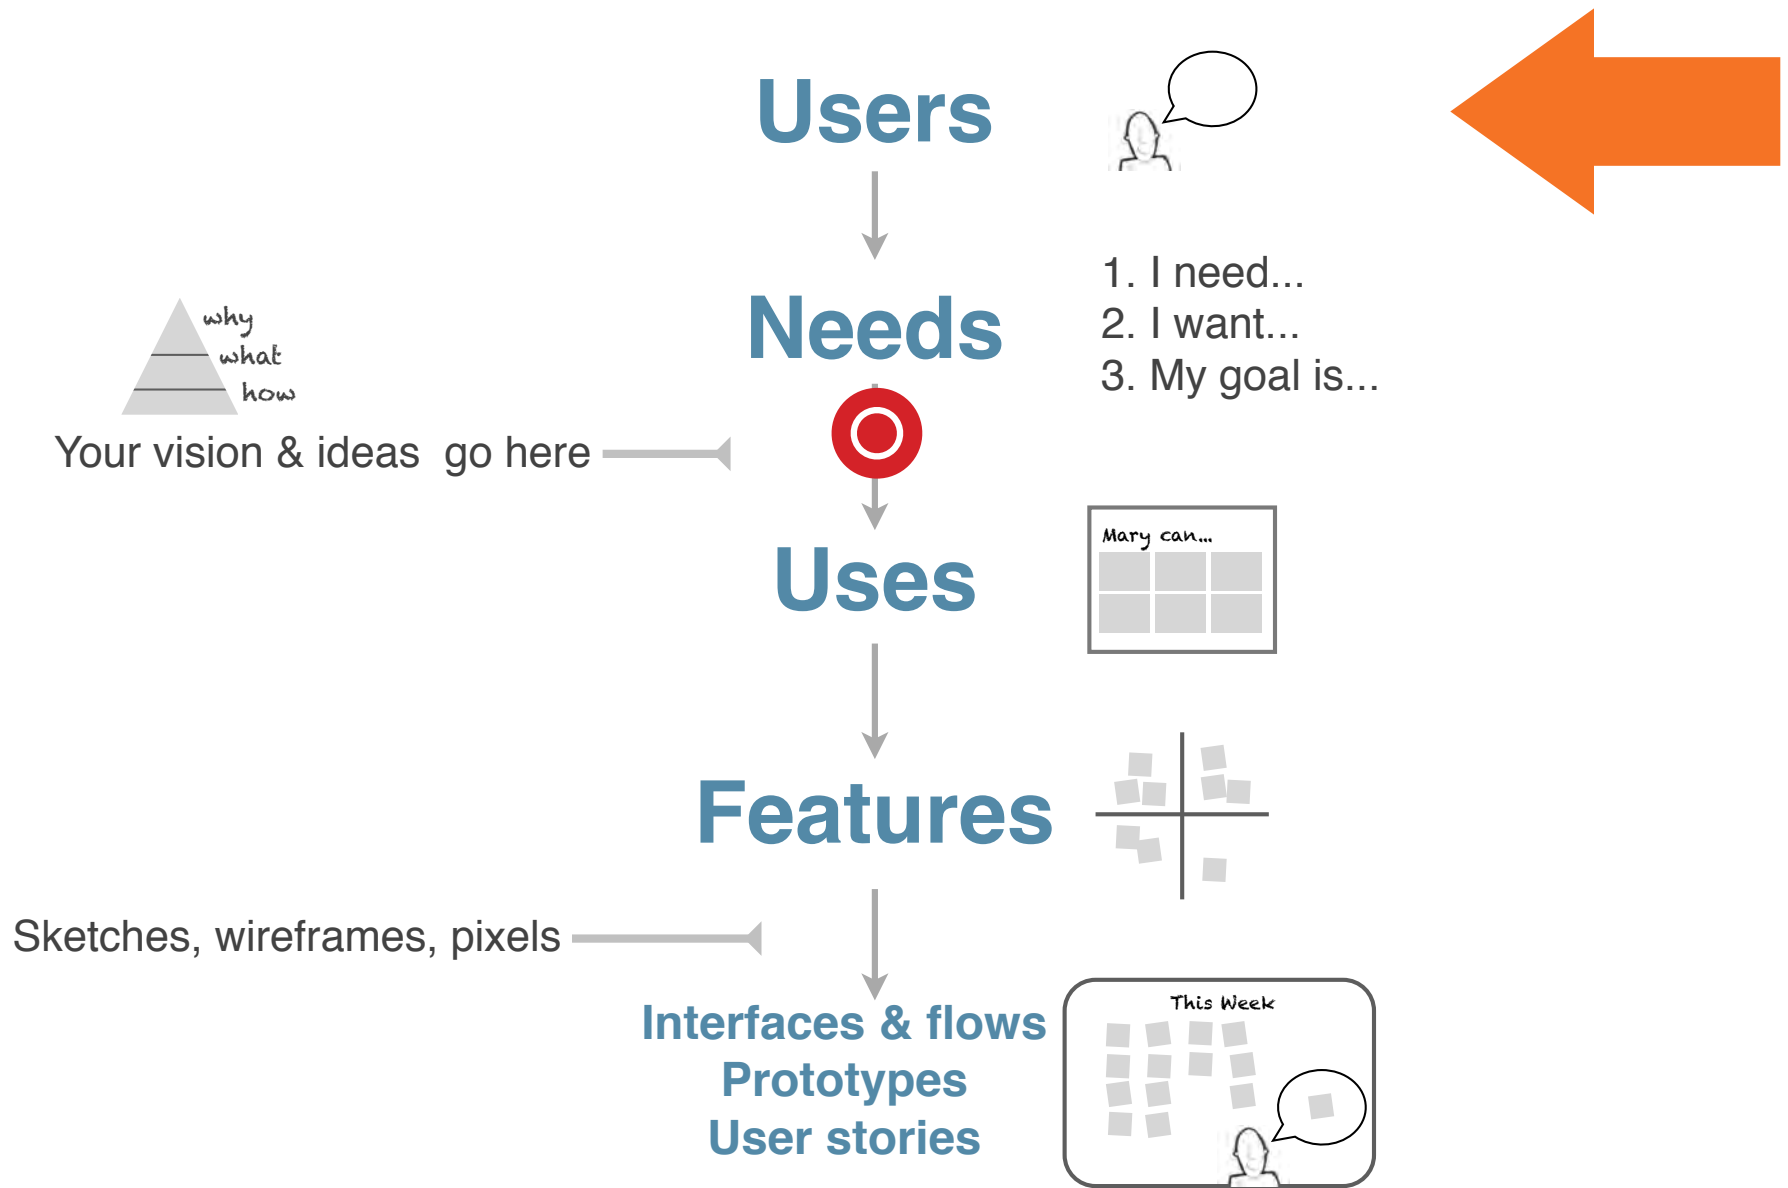 Users
Needs
1. I need...
2. I want...
3. My goal is...
why
what
how
Your vision & ideas go here
Uses
Mary can...
Features
Sketches, wireframes, pixels
Interfaces & flows
Prototypes
User stories
This Week